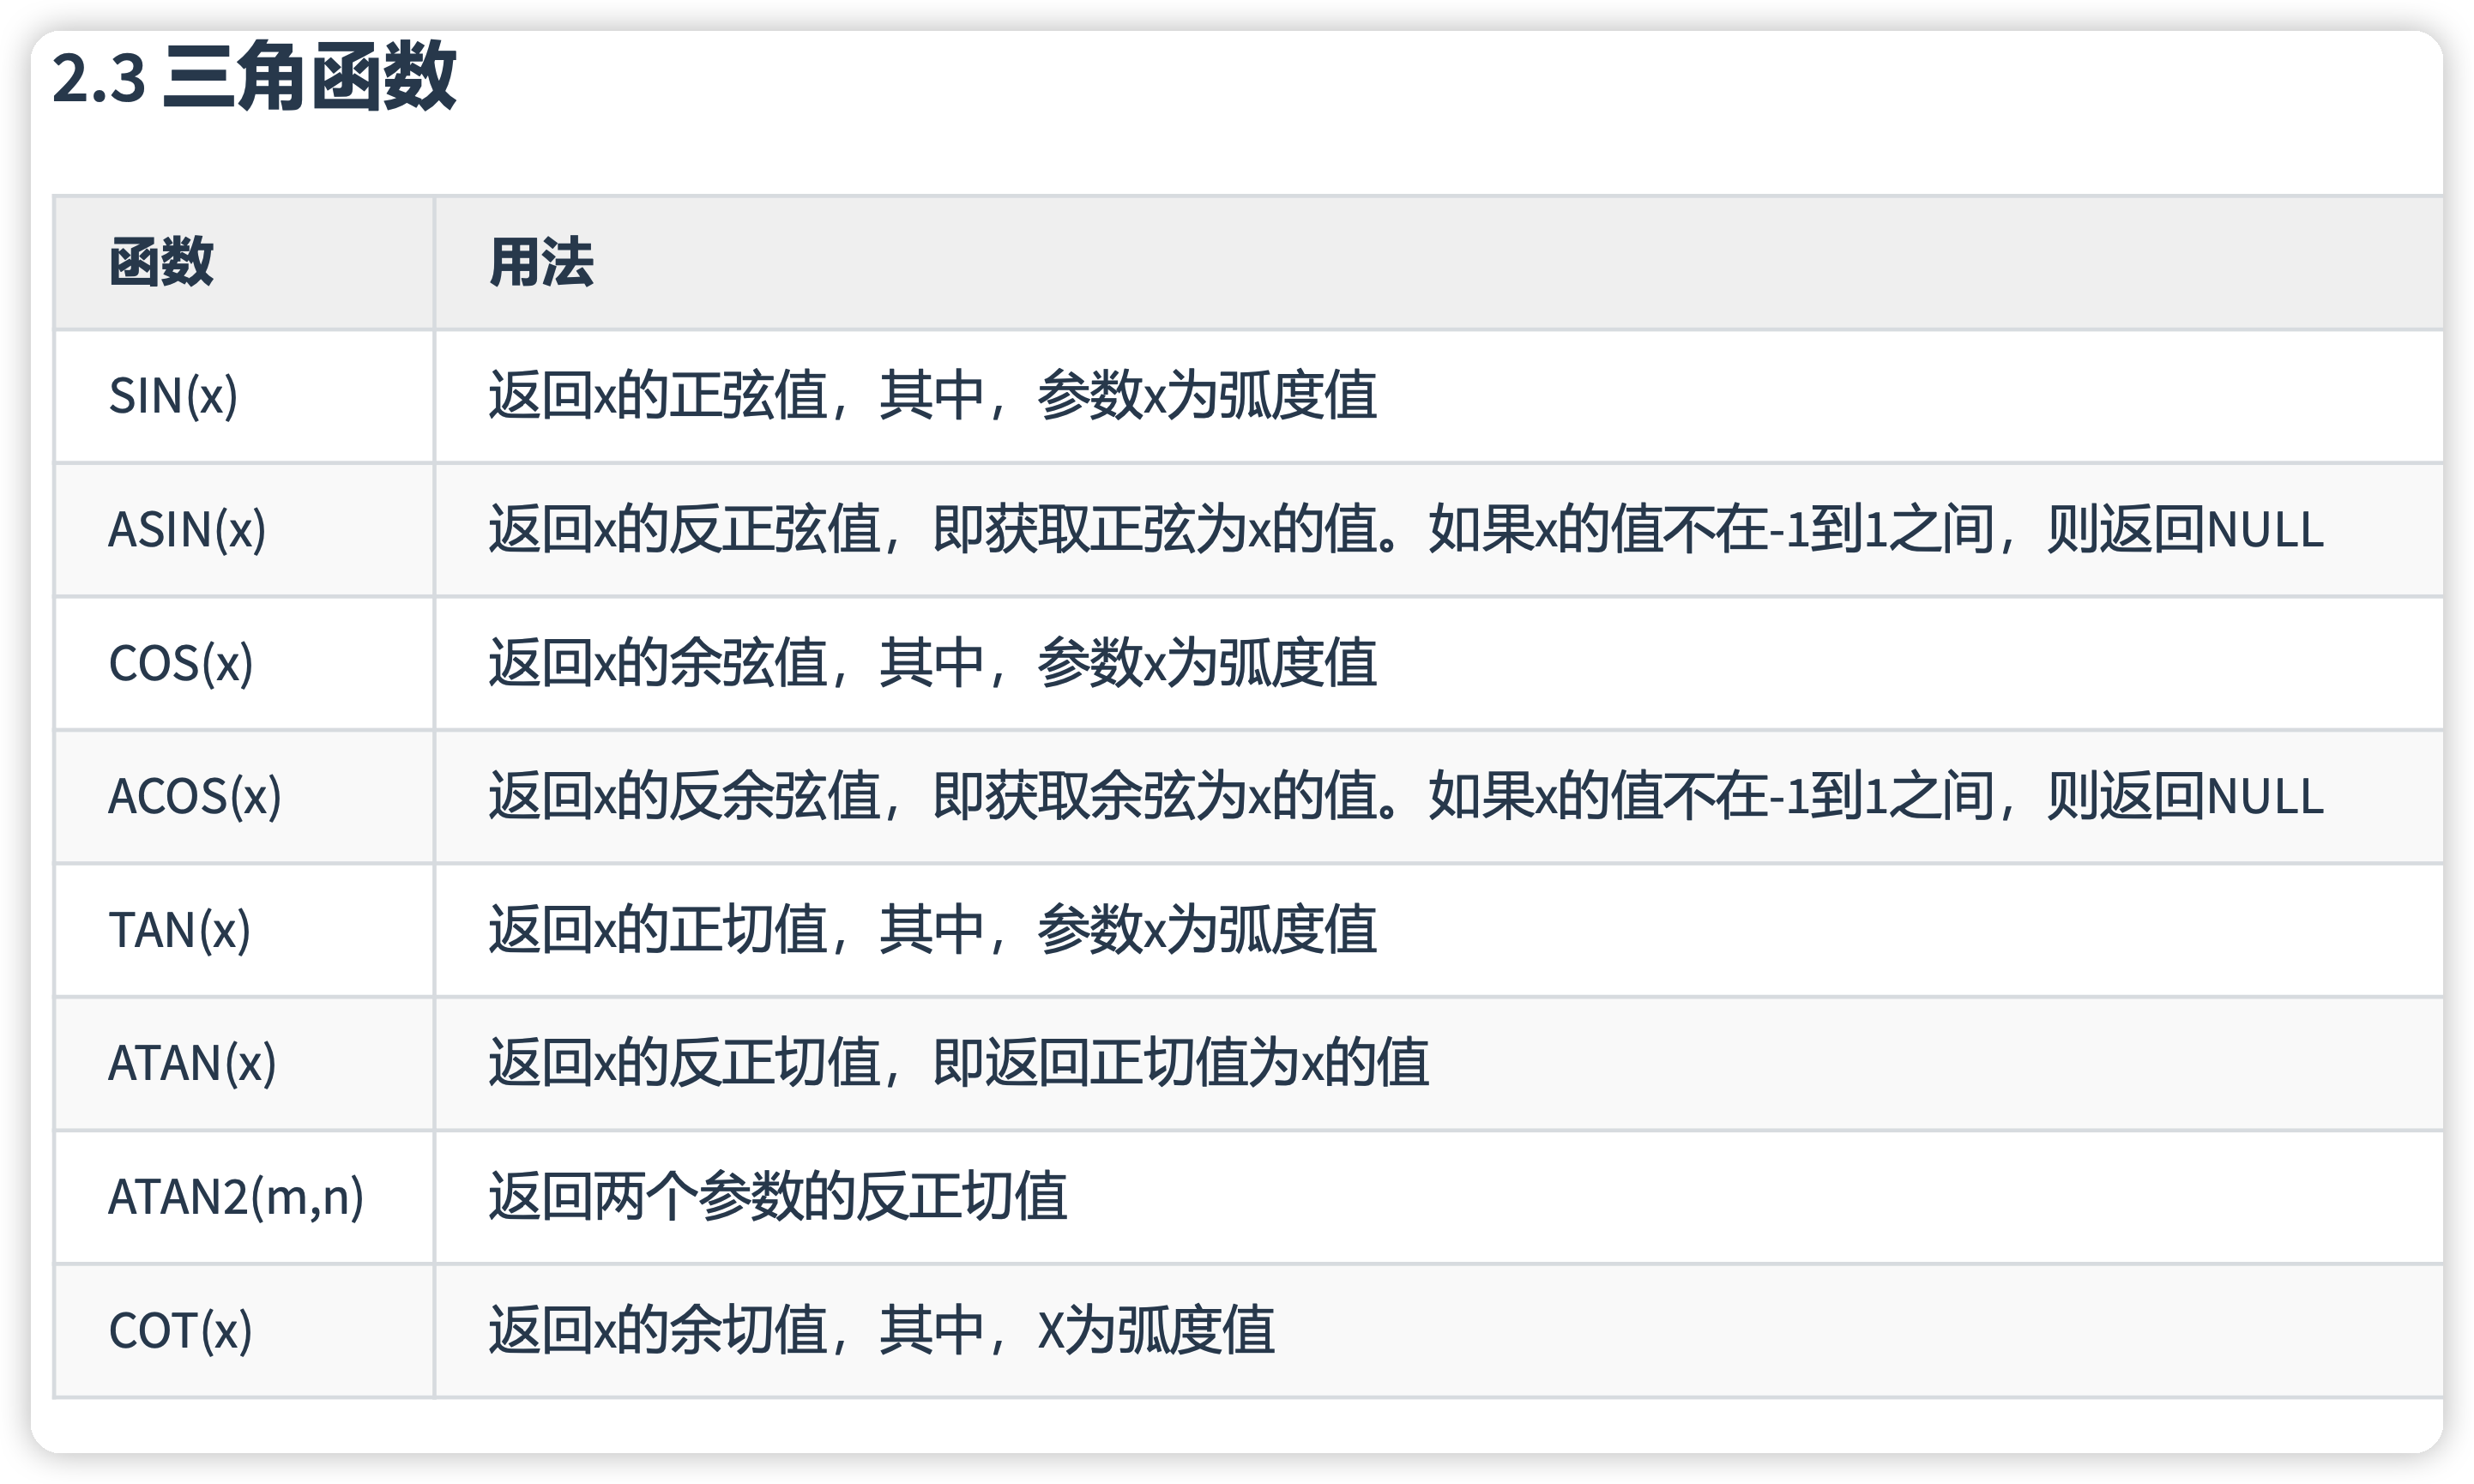 2.3 三角函数
函数 用法
SIN(x) 返回x的正弦值，其中，参数x为弧度值
ASIN(x) 返回x的反正弦值，即获取正弦为x的值。如果x的值不在-1到1之间，则返回NULL
COS(x) 返回x的余弦值，其中，参数x为弧度值
ACOS(x) 返回x的反余弦值，即获取余弦为x的值。如果x的值不在-1到1之间，则返回NULL
TAN(x) 返回x的正切值，其中，参数x为弧度值
ATAN(x) 返回x的反正切值，即返回正切值为x的值
ATAN2(m,n) 返回两个参数的反正切值
COT(x) 返回x的余切值，其中，X为弧度值